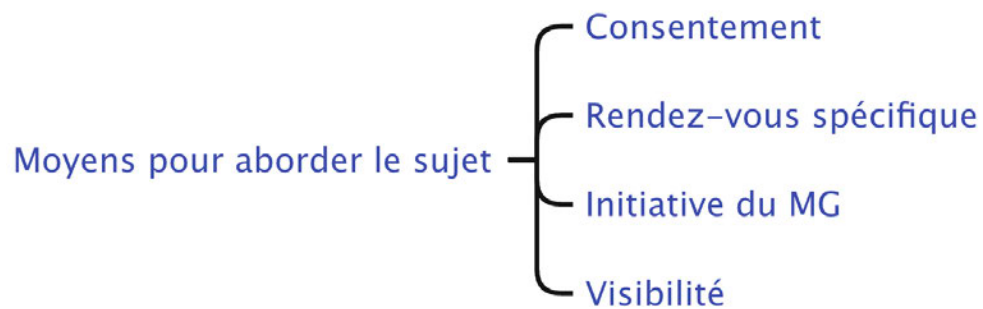 Consentement
Rendez-vous spécifique
Moyens pour aborder le sujet
Initiative du MG
Visibilité